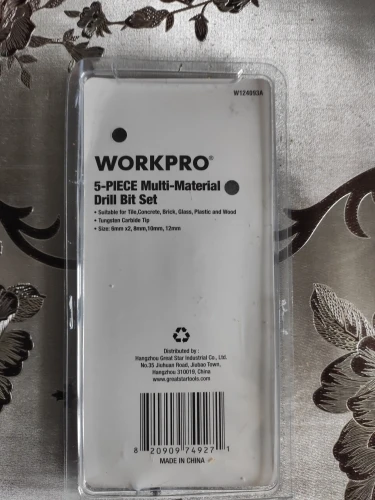 W124893A
WORKPRO®
5-PIECE Multi-Material
Drill Bit Set
• Suitable for Tile,Concrete, Brick, Glass, Plastic and Wood
• Tungsten Carbide Tip
• Size: 6mm x2, 8mm,10mm, 12mm
Distributed by :
Hangzhou Great Star Industrial Co., Ltd.
No.35 Jiuhuan Road, Jiubao Town,
Hangzhou 310019, China
www.greatstartools.com
8 20909 74927 1
MADE IN CHINA